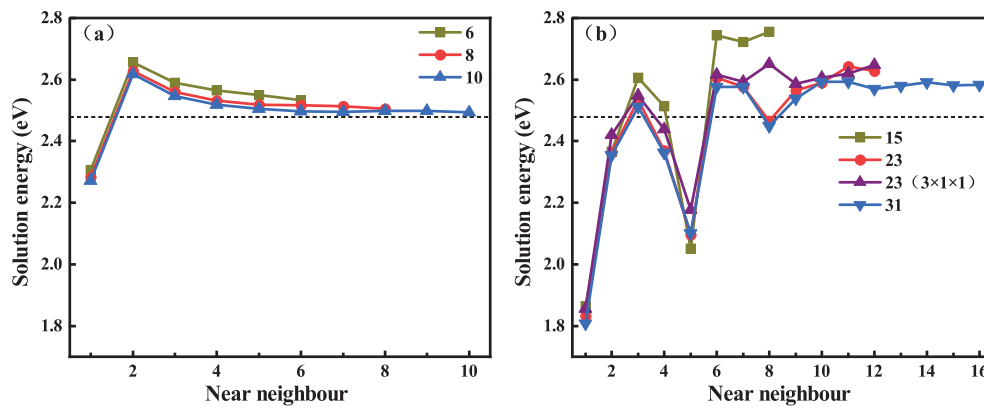 (a)
6
8
10
Solution energy (eV)
2.8
2.6
2.4
2.2
2.0
1.8
2 4 6 8 10
Near neighbour
（b）
15
23
23（3×1×1）
31
Solution energy (eV)
2.8
2.6
2.4
2.2
2.0
1.8
2 4 6 8 10 12 14 16
Near neighbour